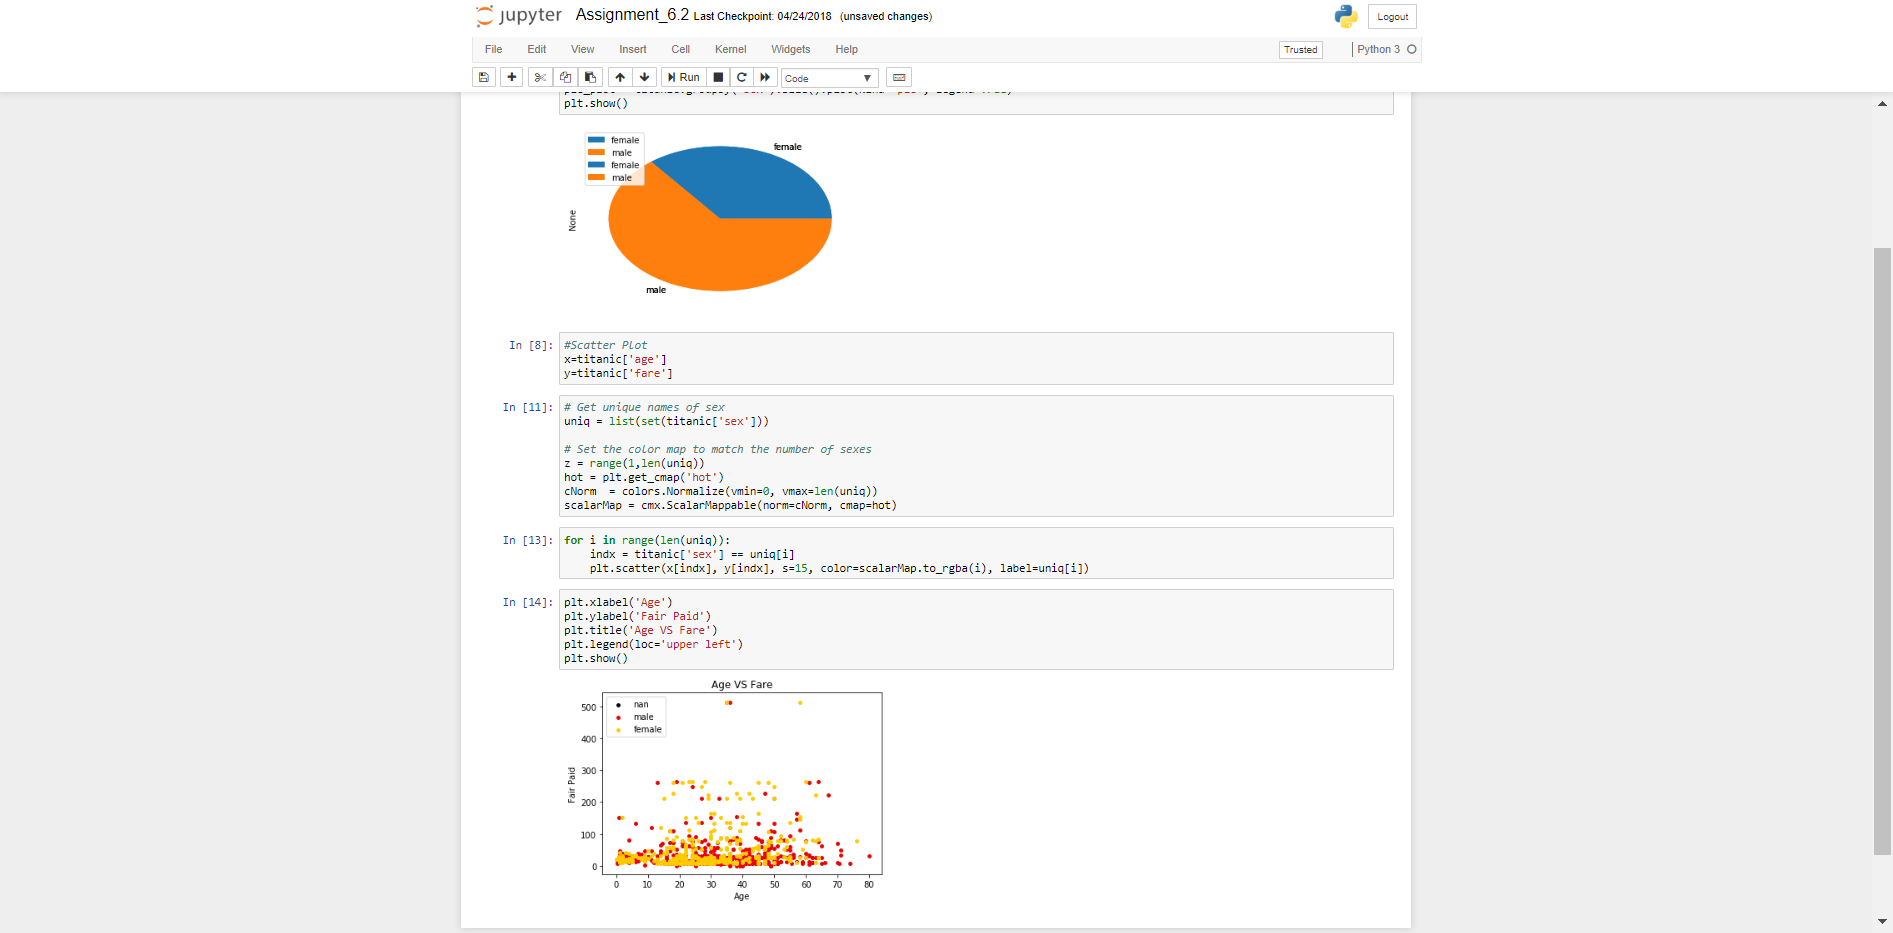 jupyter Assignment_6.2 Last Checkpoint: 04/24/2018 (unsaved changes)
Logout
File Edit View Insert Cell Kernel Widgets Help
Trusted
Python 3
Run
Code
plt.show()
female
male
female
male
female
None
male
In [8]:
#Scatter Plot
x=titanic['age']
y=titanic['fare']
In [11]:
# Get unique names of sex
uniq = list(set(titanic['sex']))
# Set the color map to match the number of sexes
z = range(1,len(uniq))
hot = plt.get_cmap('hot')
cNorm  = colors.Normalize(vmin=0, vmax=len(uniq))
scalarMap = cmx.ScalarMappable(norm=cNorm, cmap=hot)
In [13]:
for i in range(len(uniq)):
    indx = titanic['sex'] == uniq[i]
    plt.scatter(x[indx], y[indx], s=15, color=scalarMap.to_rgba(i), label=uniq[i])
In [14]:
plt.xlabel('Age')
plt.ylabel('Fair Paid')
plt.title('Age VS Fare')
plt.legend(loc='upper left')
plt.show()
Age VS Fare
nan
male
female
500
400
300
200
100
0
Fair Paid
0 10 20 30 40 50 60 70 80
Age